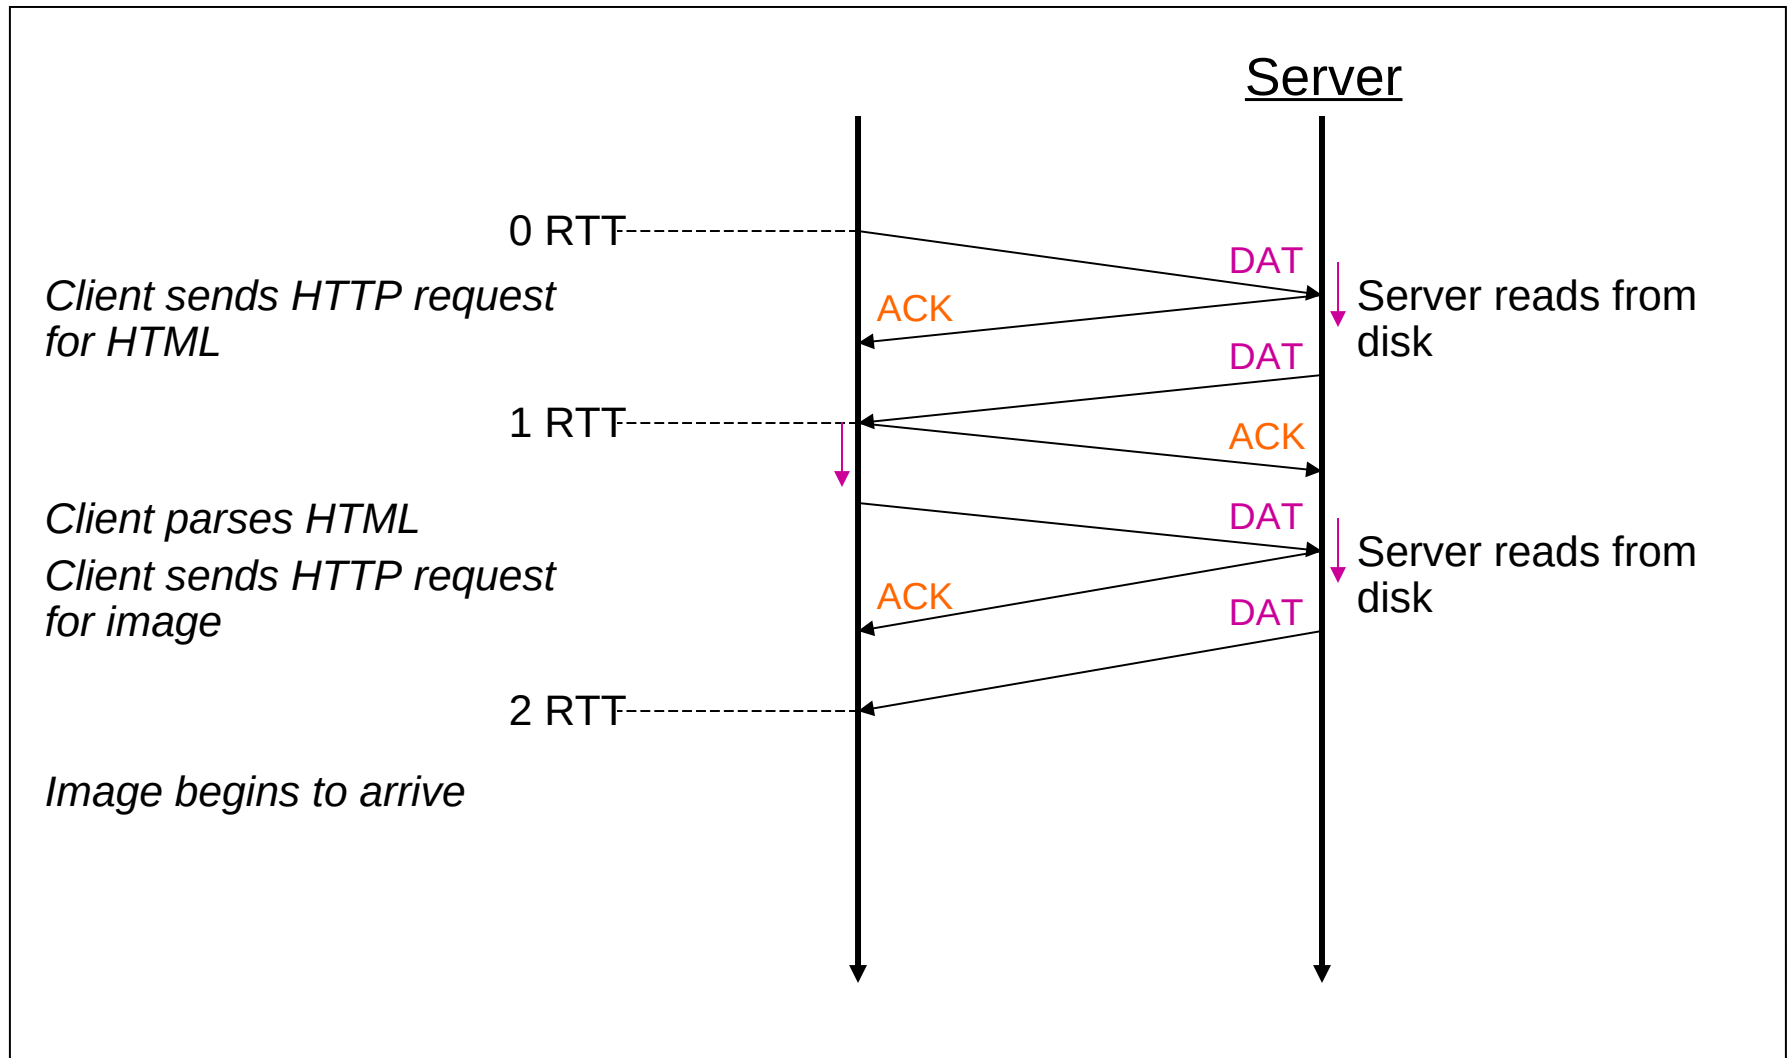 Server
0 RTT
DAT
Client sends HTTP request
for HTML
ACK
Server reads from
disk
DAT
1 RTT
ACK
Client parses HTML
DAT
Client sends HTTP request
for image
Server reads from
disk
ACK
DAT
2 RTT
Image begins to arrive